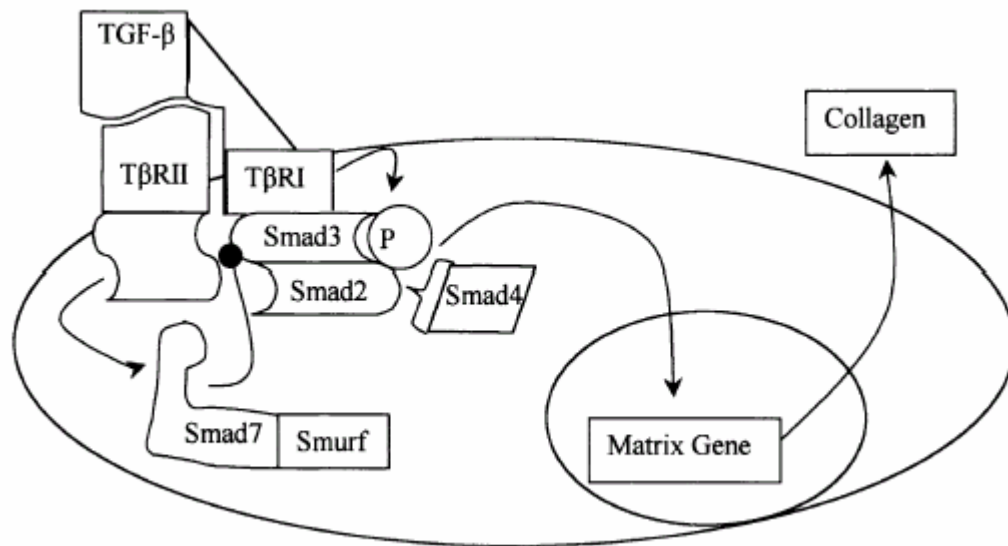 TGF-β
Collagen
TβRII
TβRI
Smad3
P
Smad2
Smad4
Smad7
Smurf
Matrix Gene